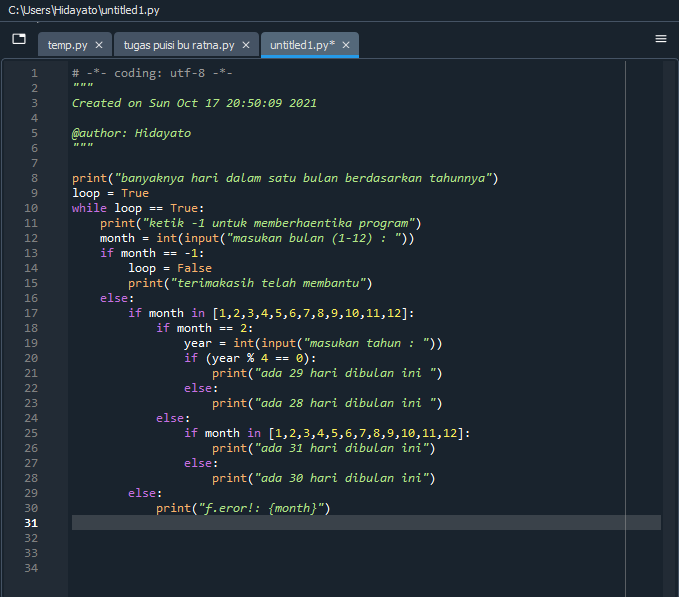 C:\Users\Hidayato\untitled1.py
temp.py × tugas puisi bu ratna.py × untitled1.py* ×
1 # -*- coding: utf-8 -*-
2 """
3 Created on Sun Oct 17 20:50:09 2021
4
5 @author: Hidayato
6 """
7
8 print("banyaknya hari dalam satu bulan berdasarkan tahunnya")
9 loop = True
10 while loop == True:
11     print("ketik -1 untuk memberhaentika program")
12     month = int(input("masukan bulan (1-12) : "))
13     if month == -1:
14         loop = False
15         print("terimakasih telah membantu")
16     else:
17         if month in [1,2,3,4,5,6,7,8,9,10,11,12]:
18             if month == 2:
19                 year = int(input("masukan tahun : "))
20                 if (year % 4 == 0):
21                     print("ada 29 hari dibulan ini ")
22                 else:
23                     print("ada 28 hari dibulan ini ")
24             else:
25                 if month in [1,2,3,4,5,6,7,8,9,10,11,12]:
26                     print("ada 31 hari dibulan ini")
27                 else:
28                     print("ada 30 hari dibulan ini")
29         else:
30             print("f.eror!: {month}")
31
32
33
34